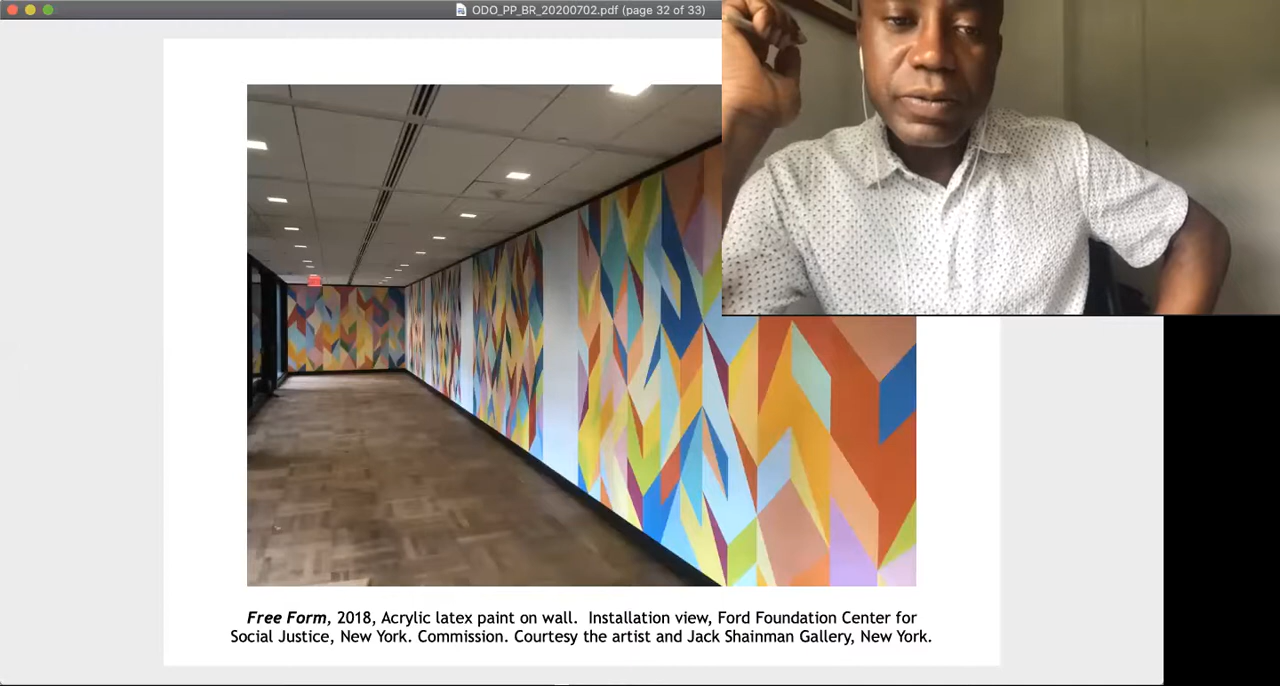 ODO_PP_BR_20200702.pdf (page 32 of 33)
Free Form, 2018, Acrylic latex paint on wall. Installation view, Ford Foundation Center for
Social Justice, New York. Commission. Courtesy the artist and Jack Shainman Gallery, New York.